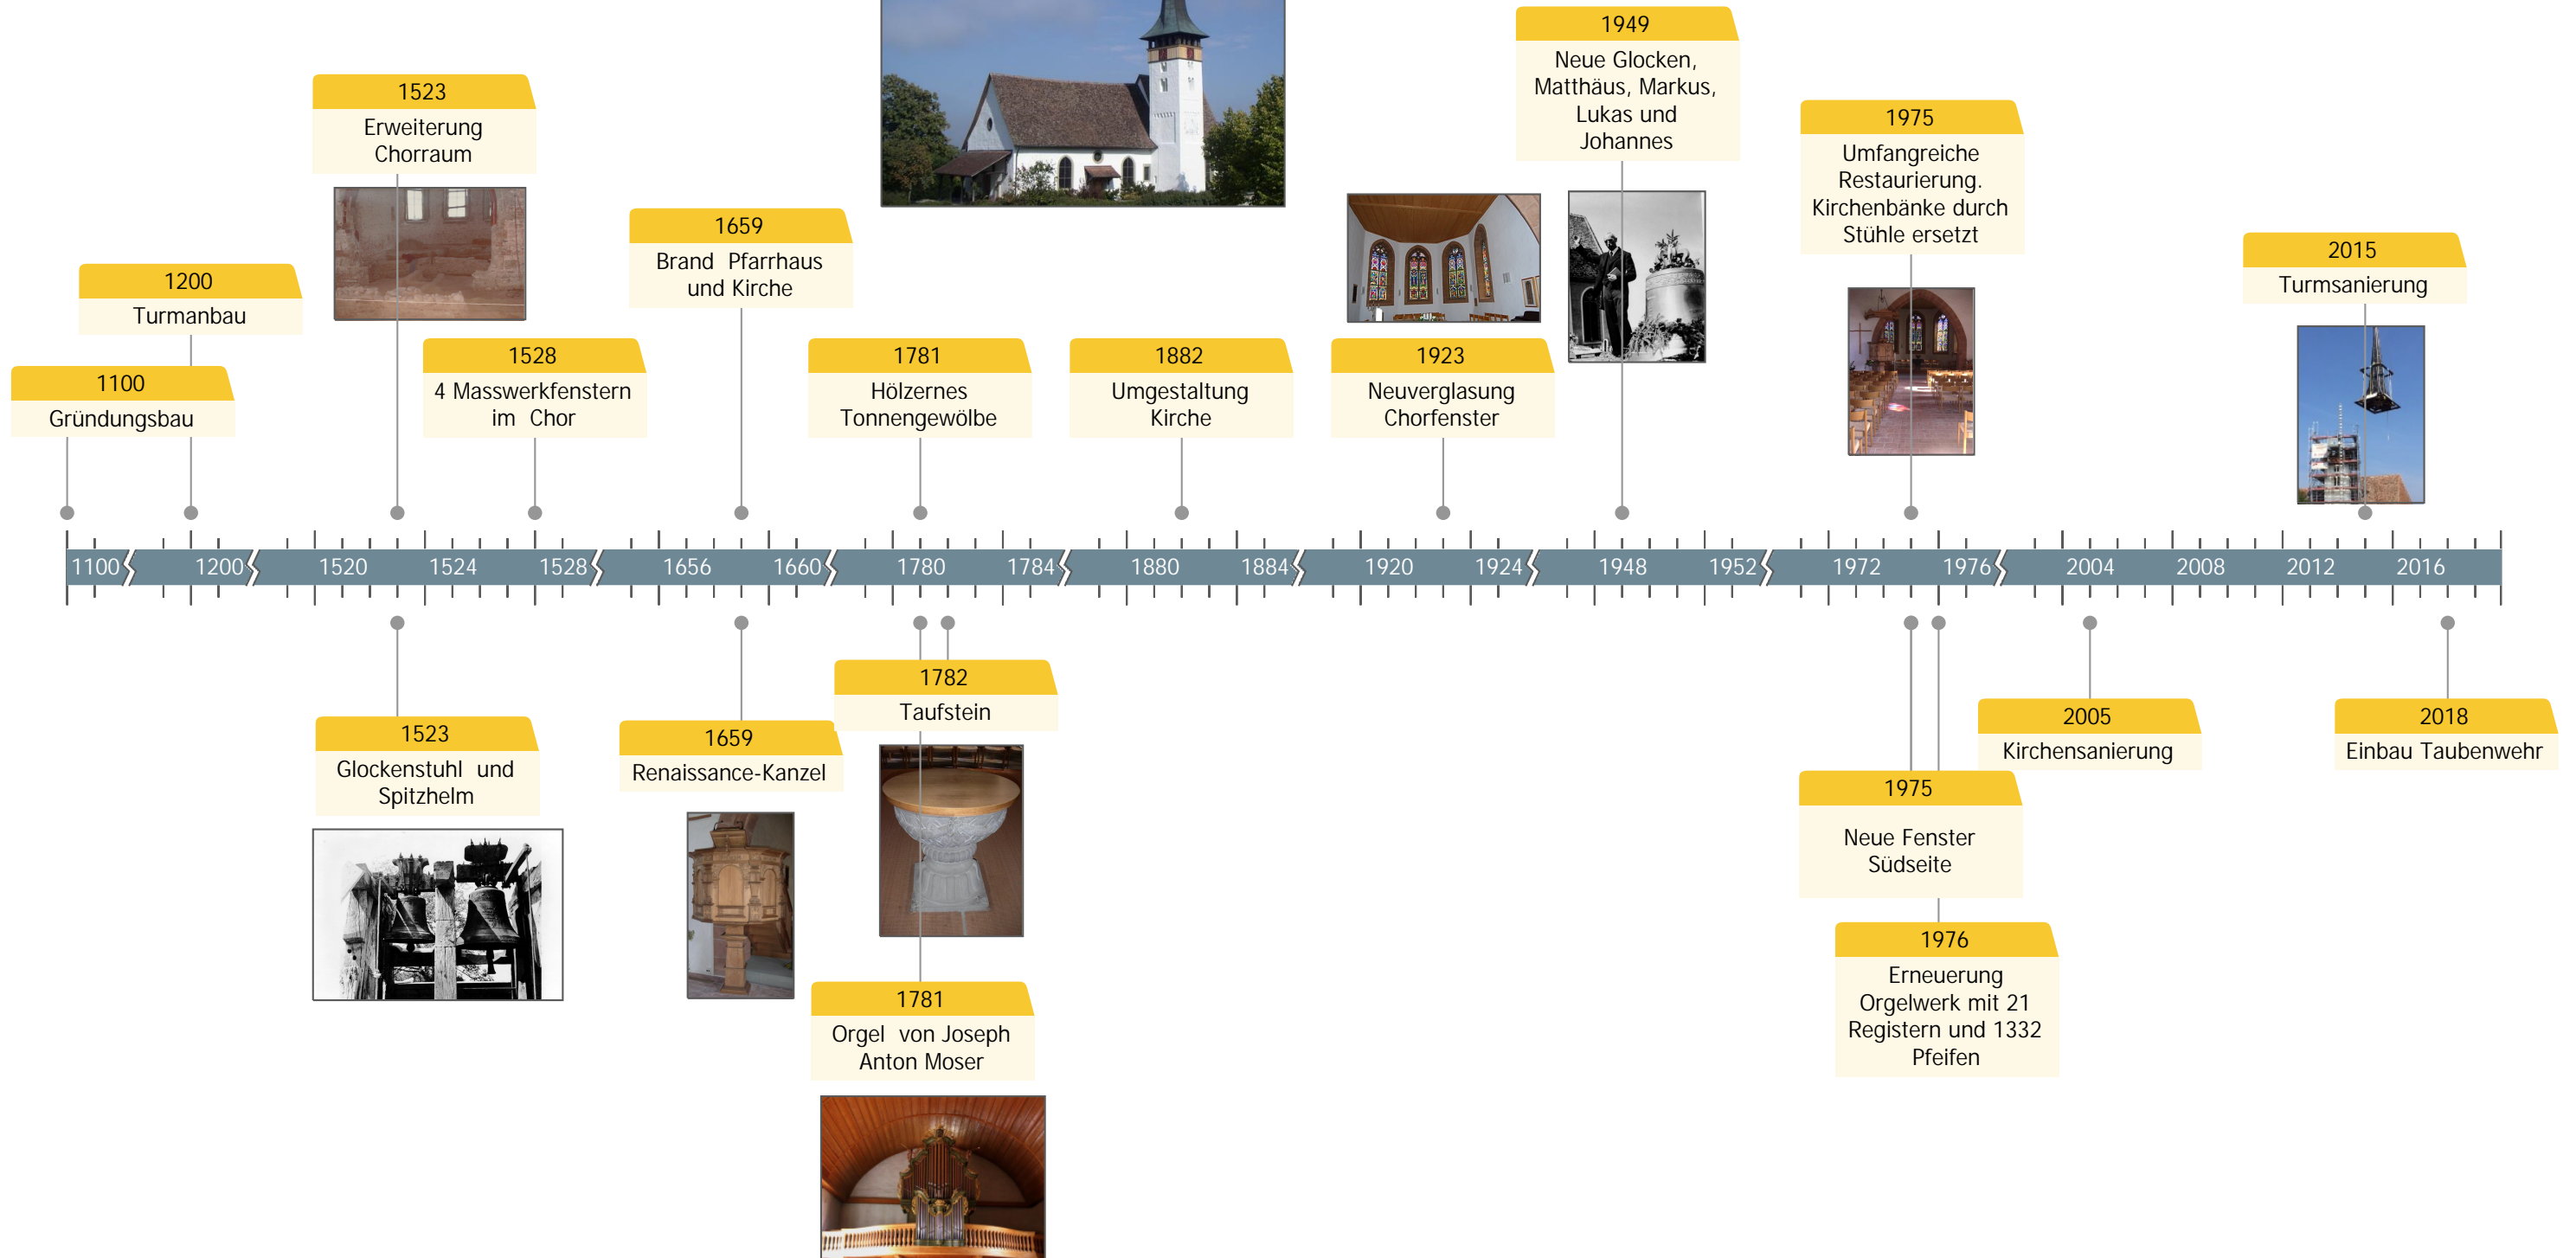 1949
Neue Glocken,
Matthäus, Markus,
Lukas und
Johannes
1523
Erweiterung
Chorraum
1975
Umfangreiche
Restaurierung.
Kirchenbänke durch
Stühle ersetzt
1659
Brand Pfarrhaus
und Kirche
2015
Turmsanierung
1200
Turmanbau
1100
Gründungsbau
1528
4 Masswerkfenstern
im Chor
1781
Hölzernes
Tonnengewölbe
1882
Umgestaltung
Kirche
1923
Neuverglasung
Chorfenster
1100 1200 1520 1524 1528 1656 1660 1780 1784 1880 1884 1920 1924 1948 1952 1972 1976 2004 2008 2012 2016
1523
Glockenstuhl und
Spitzhelm
1659
Renaissance-Kanzel
1782
Taufstein
1781
Orgel von Joseph
Anton Moser
2005
Kirchensanierung
2018
Einbau Taubenwehr
1975
Neue Fenster
Südseite
1976
Erneuerung
Orgelwerk mit 21
Registern und 1332
Pfeifen